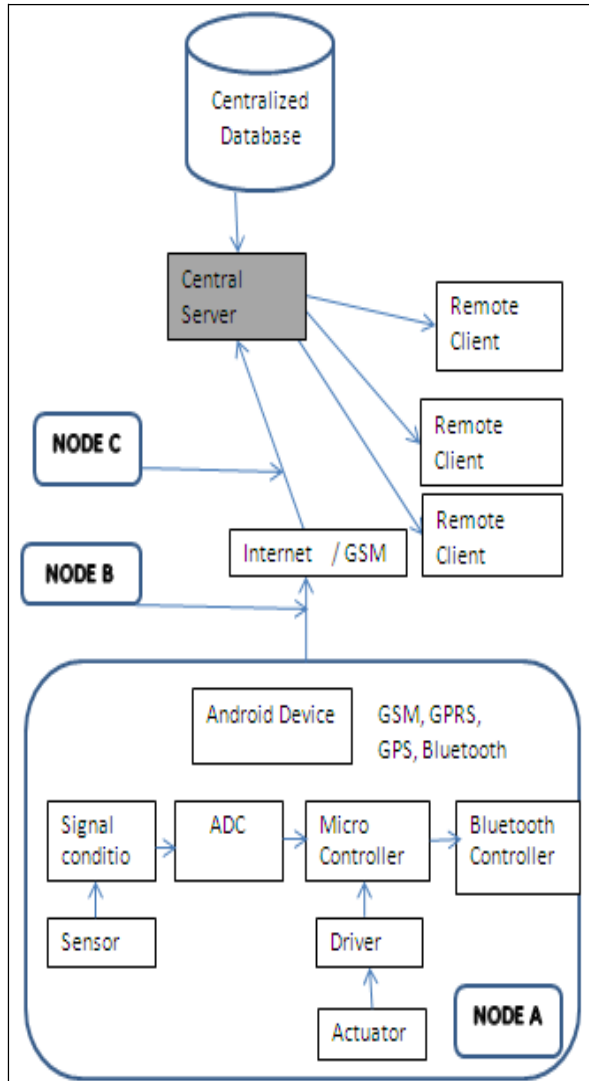 Centralized
Database
Central
Server
Remote
Client
Remote
Client
NODE C
Remote
Client
Internet / GSM
NODE B
Android Device
GSM, GPRS,
GPS, Bluetooth
Signal
conditio
ADC
Micro
Controller
Bluetooth
Controller
Sensor
Driver
Actuator
NODE A